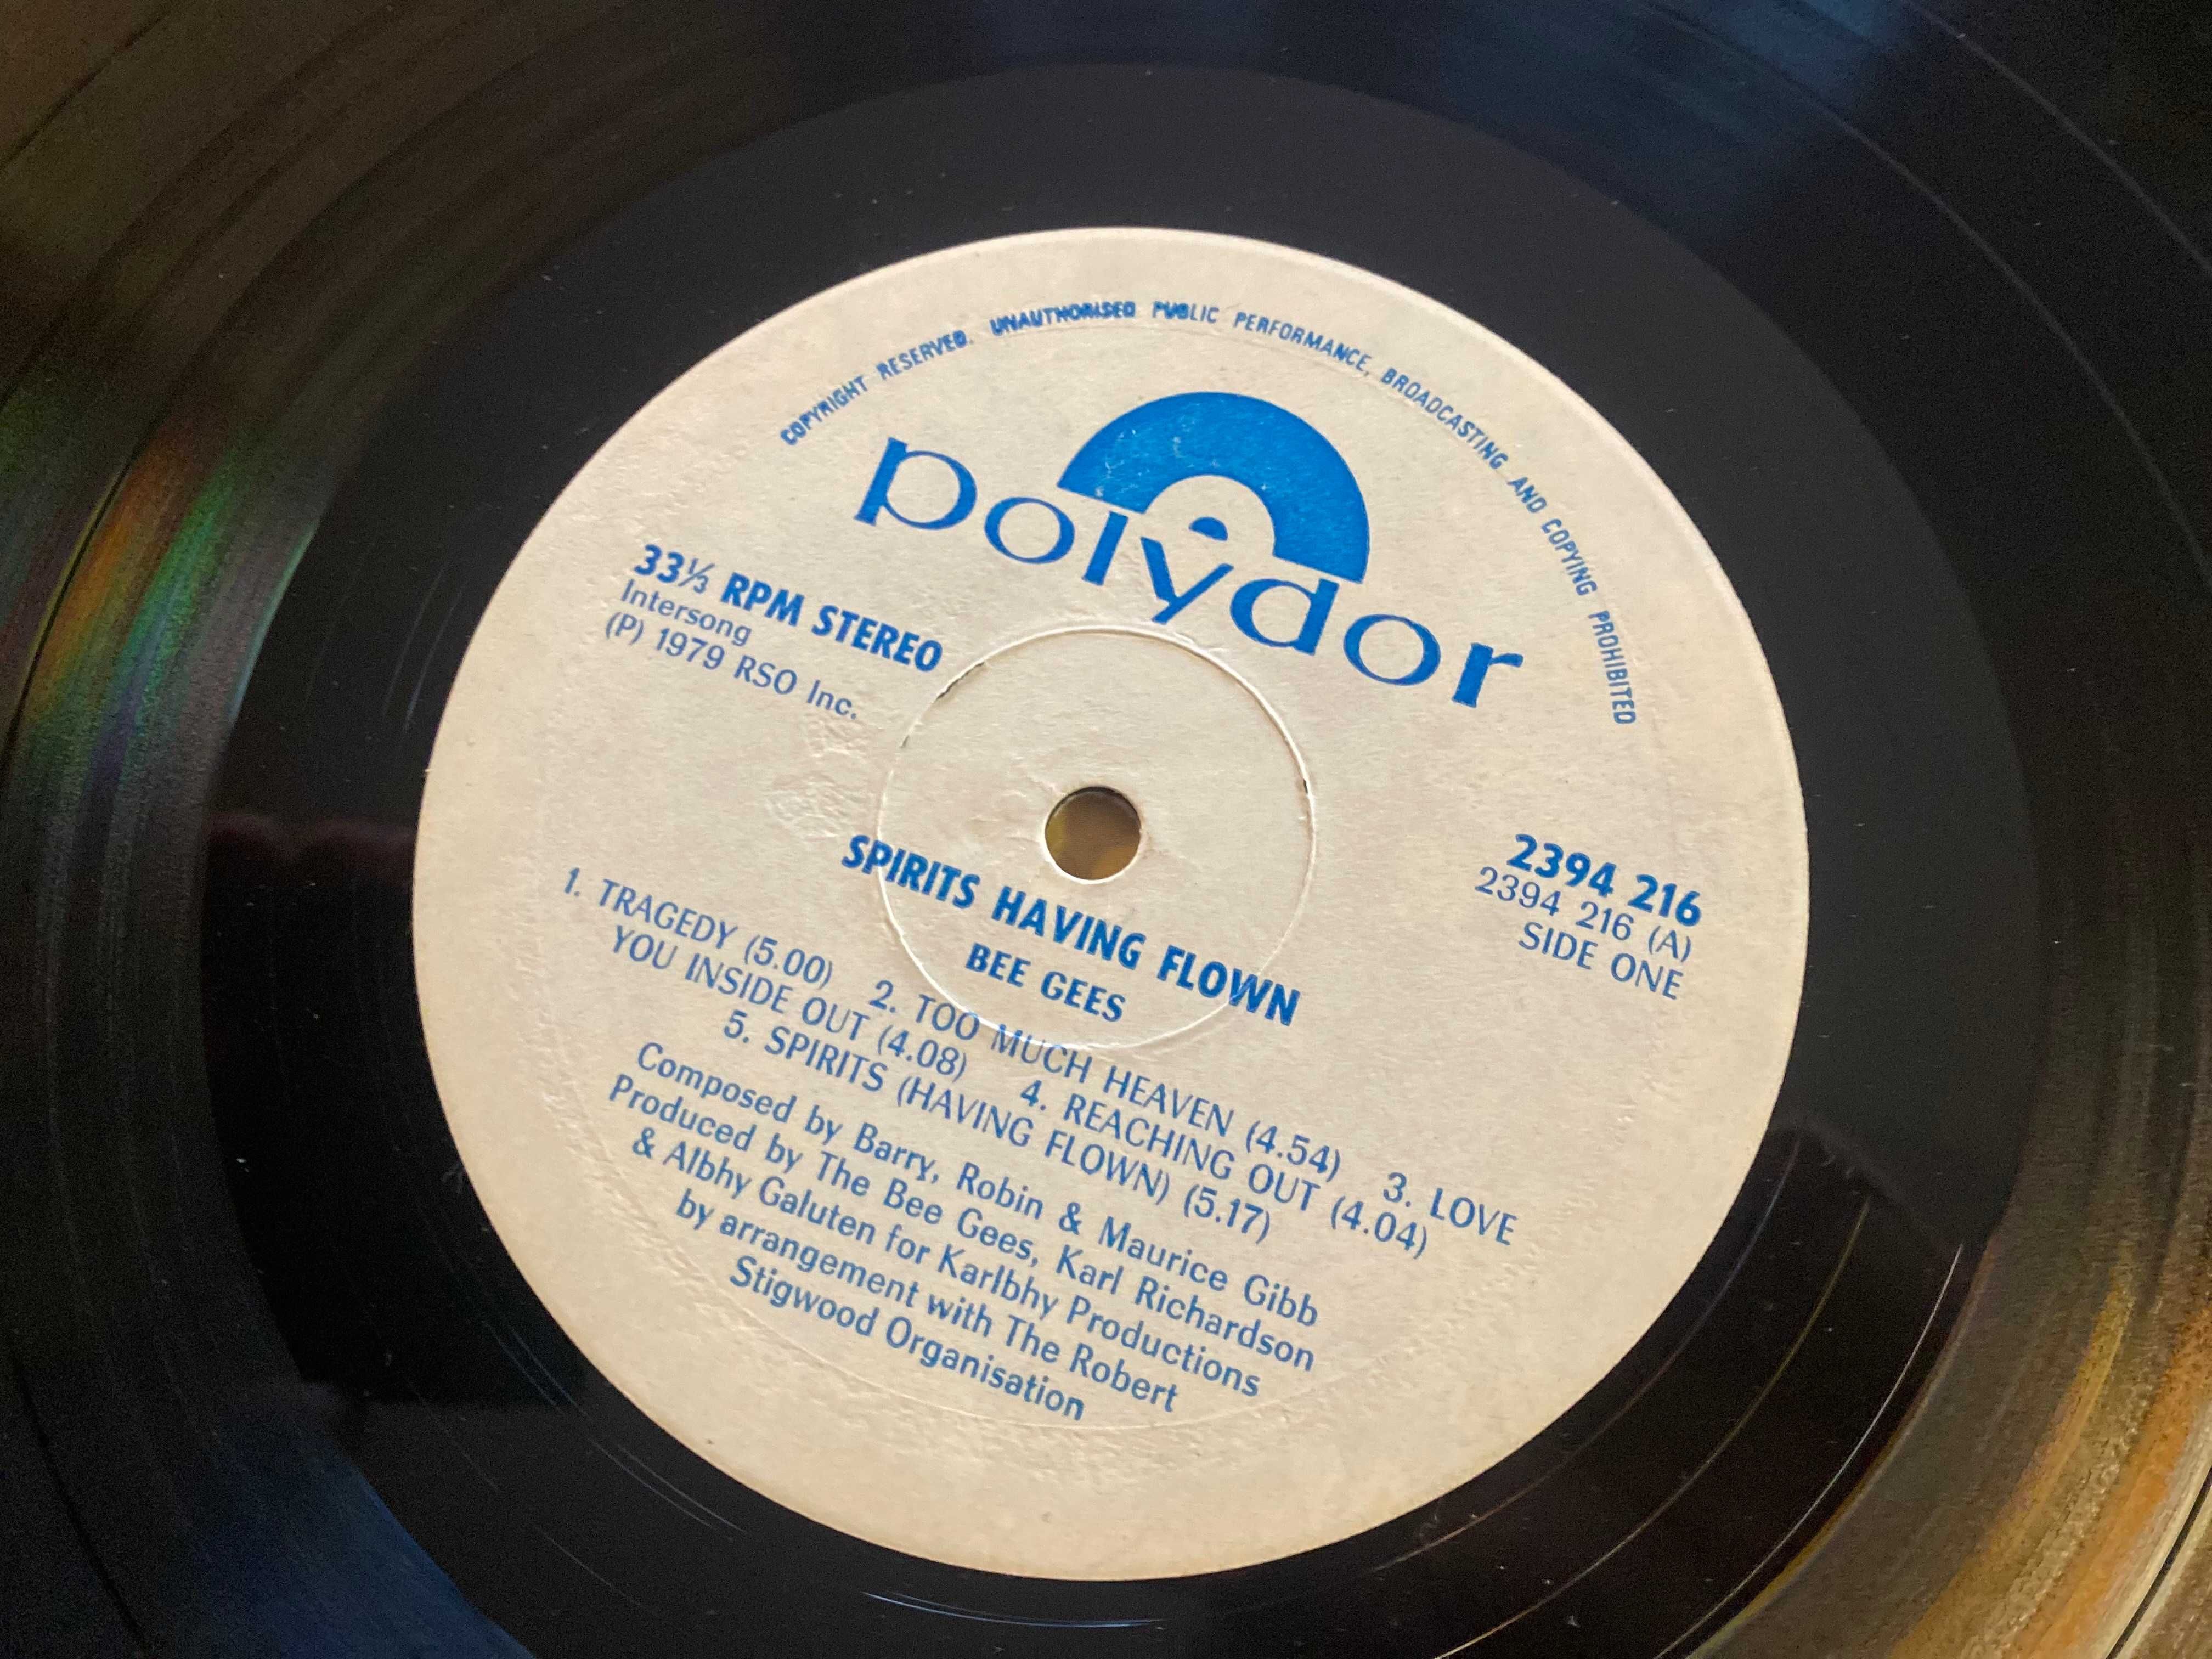 COPYRIGHT RESERVED. UNAUTHORISED PUBLIC PERFORMANCE, BROADCASTING AND COPYING PROHIBITED
polydor
33⅓ RPM STEREO
Intersong
(P) 1979 RSO Inc.
2394 216
2394 216 (A)
SIDE ONE
SPIRITS HAVING FLOWN
BEE GEES
1. TRAGEDY (5.00) 2. TOO MUCH HEAVEN (4.54) 3. LOVE
YOU INSIDE OUT (4.08) 4. REACHING OUT (4.04)
5. SPIRITS (HAVING FLOWN) (5.17)
Composed by Barry, Robin & Maurice Gibb
Produced by The Bee Gees, Karl Richardson
& Albhy Galuten for Karlbhy Productions
by arrangement with The Robert
Stigwood Organisation